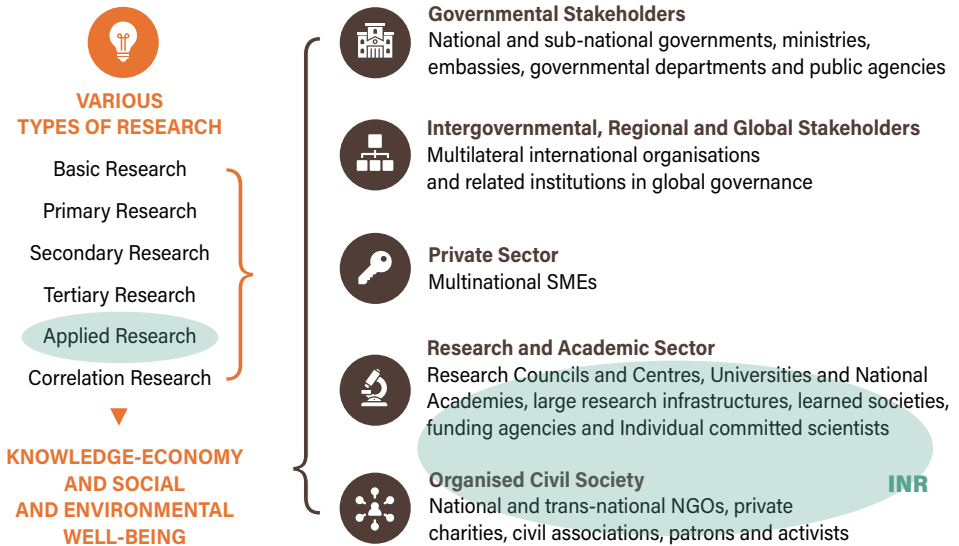 VARIOUS
TYPES OF RESEARCH
Basic Research
Primary Research
Secondary Research
Tertiary Research
Applied Research
Correlation Research
KNOWLEDGE-ECONOMY
AND SOCIAL
AND ENVIRONMENTAL
WELL-BEING
Governmental Stakeholders
National and sub-national governments, ministries,
embassies, governmental departments and public agencies
Intergovernmental, Regional and Global Stakeholders
Multilateral international organisations
and related institutions in global governance
Private Sector
Multinational SMEs
Research and Academic Sector
Research Councils and Centres, Universities and National
Academies, large research infrastructures, learned societies,
funding agencies and Individual committed scientists
Organised Civil Society
National and trans-national NGOs, private
charities, civil associations, patrons and activists
INR